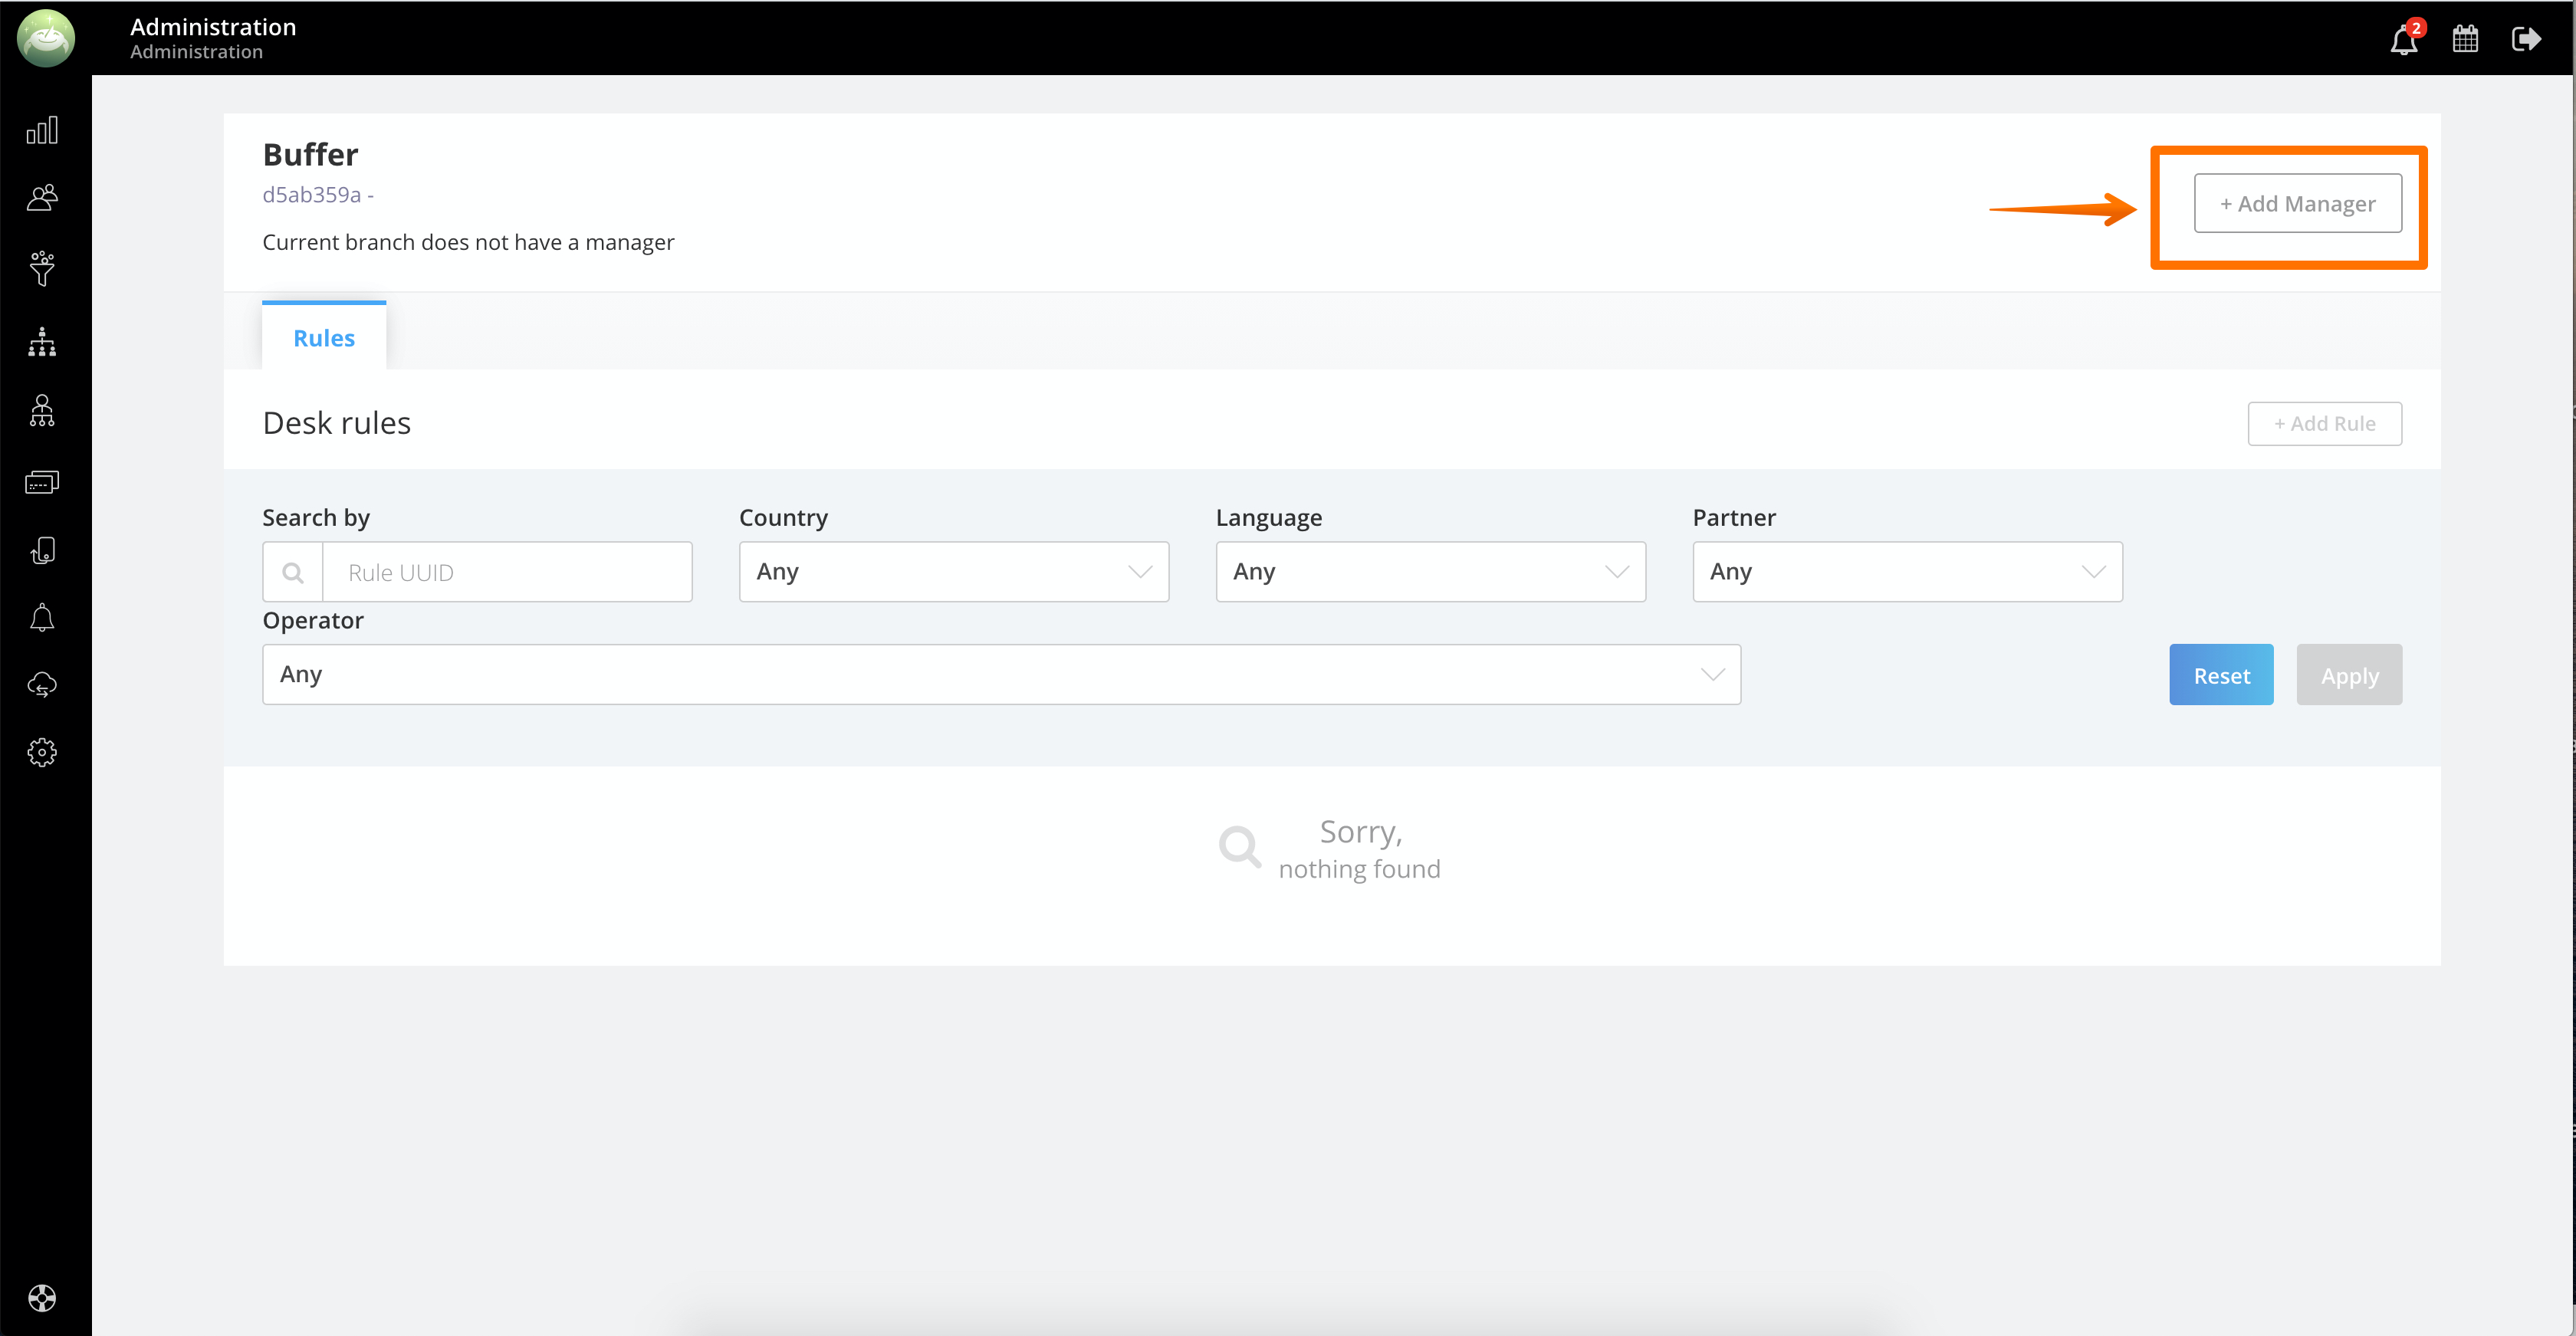 Administration
Administration
2
Buffer
d5ab359a -
Current branch does not have a manager
+ Add Manager
Rules
Desk rules
+ Add Rule
Search by
Country
Language
Partner
Rule UUID
Any
Any
Any
Operator
Any
Reset
Apply
Sorry,
nothing found